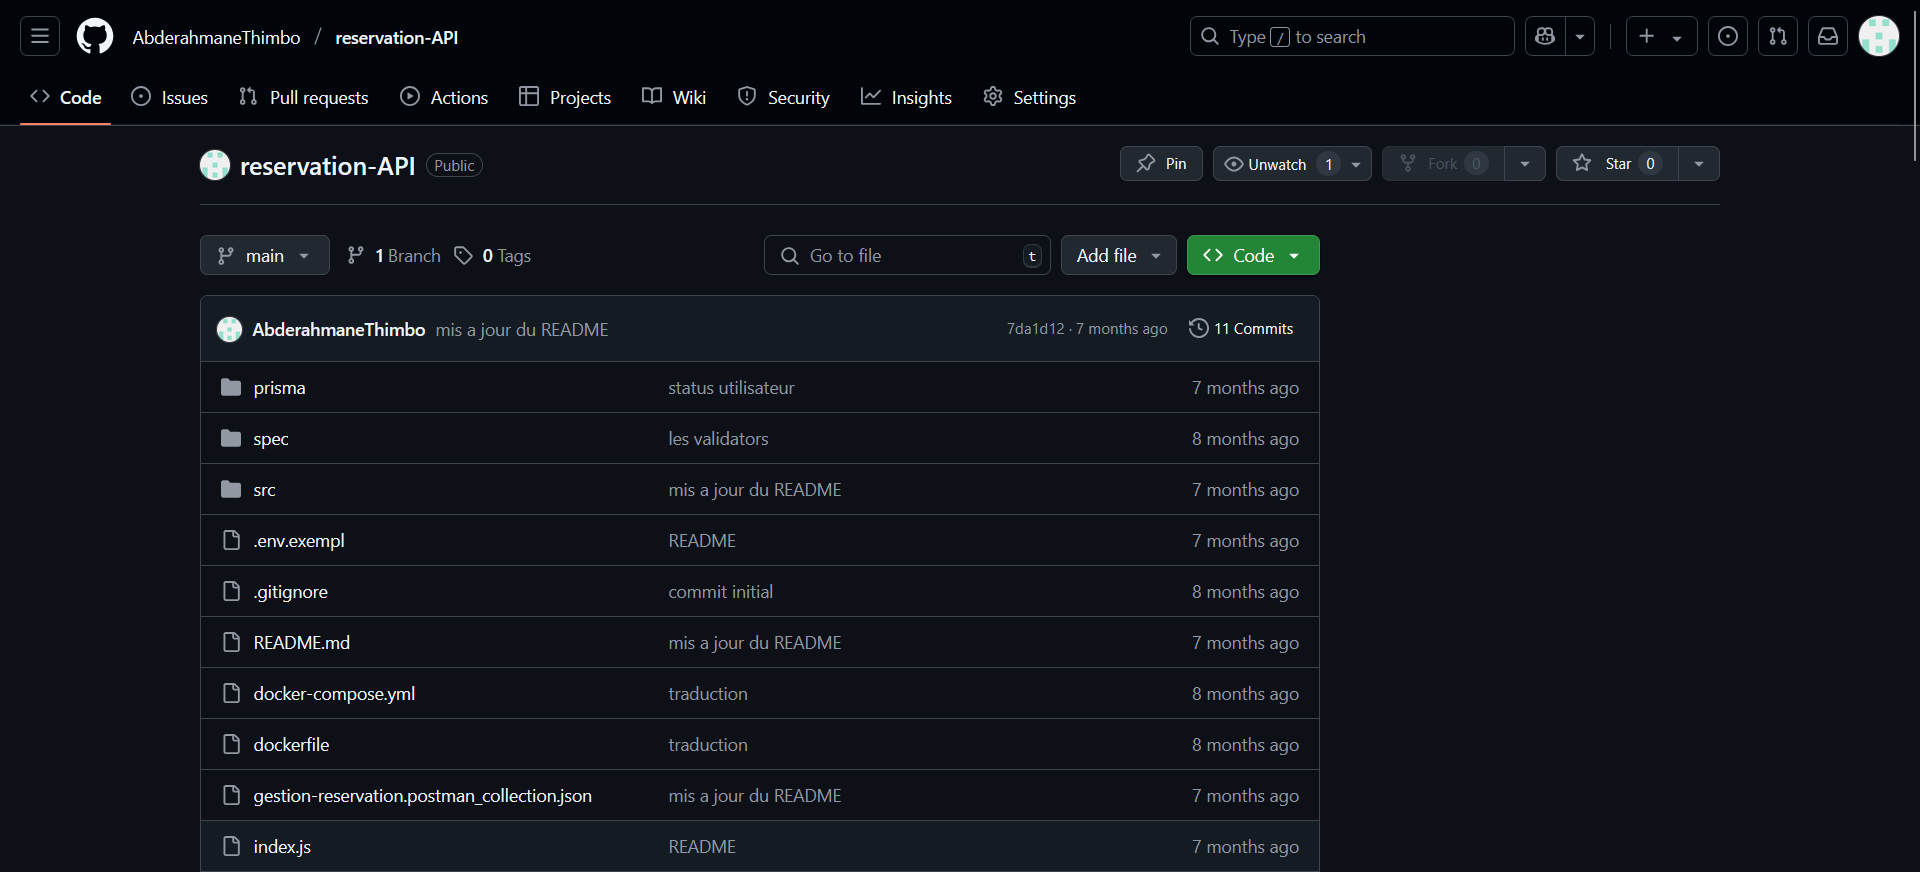 AbderahmaneThimbo / reservation-API
Type / to search
Code Issues Pull requests Actions Projects Wiki Security Insights Settings
reservation-API Public
Pin Unwatch 1 Fork 0 Star 0
main 1 Branch 0 Tags Go to file t Add file Code
AbderahmaneThimbo mis a jour du README 7da1d12 · 7 months ago 11 Commits
prisma status utilisateur 7 months ago
spec les validators 8 months ago
src mis a jour du README 7 months ago
.env.exempl README 7 months ago
.gitignore commit initial 8 months ago
README.md mis a jour du README 7 months ago
docker-compose.yml traduction 8 months ago
dockerfile traduction 8 months ago
gestion-reservation.postman_collection.json mis a jour du README 7 months ago
index.js README 7 months ago